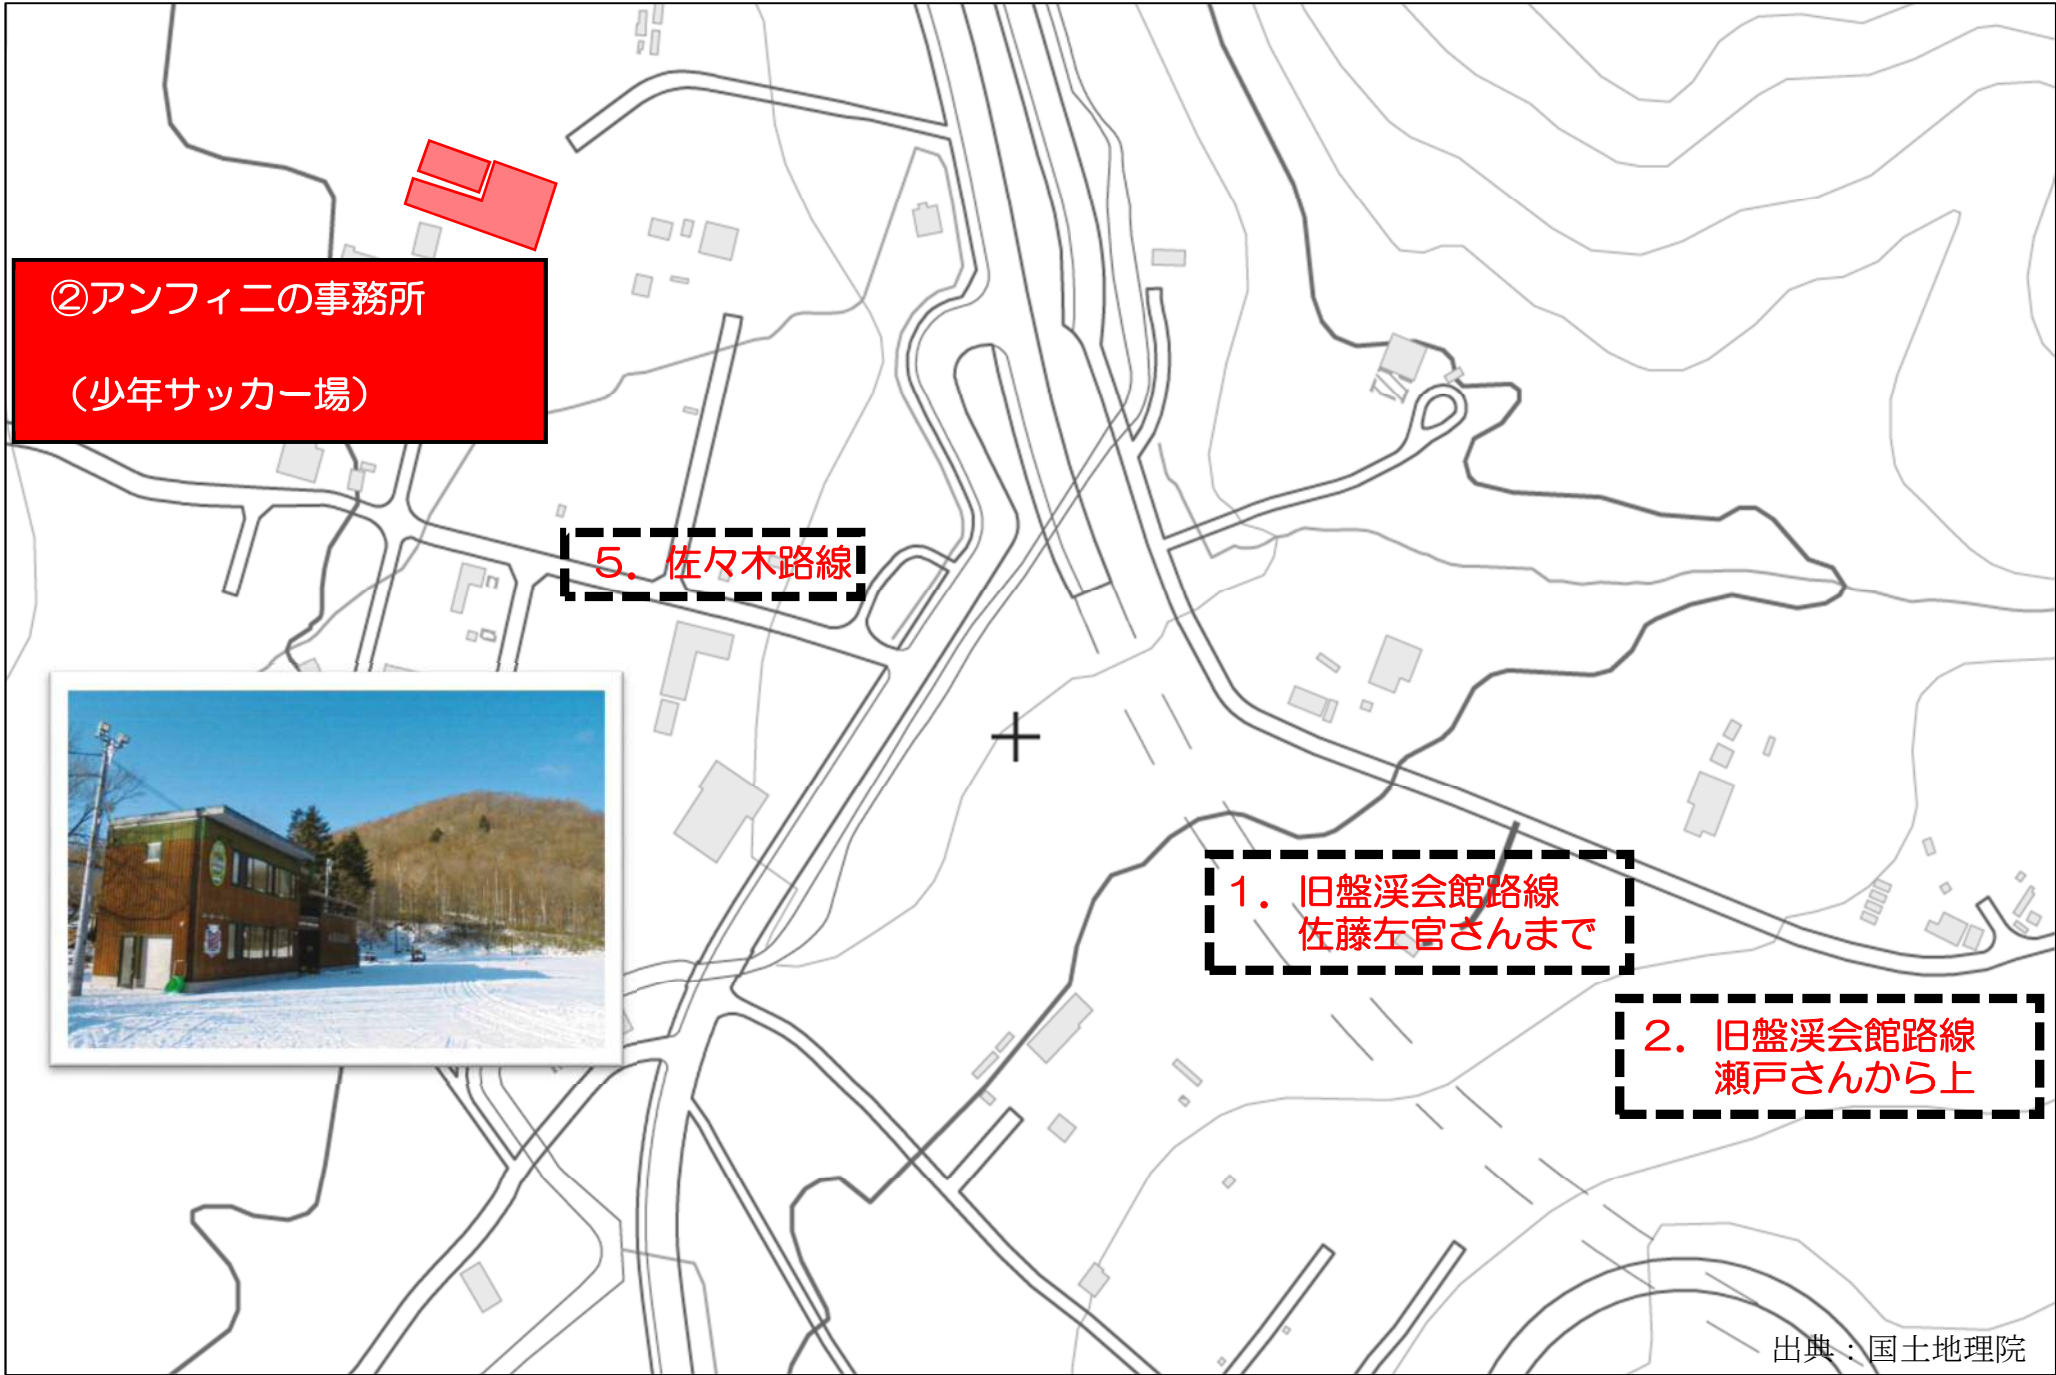 ②アンフィニの事務所
（少年サッカー場）
５．佐々木路線
１．旧盤渓会館路線
佐藤左官さんまで
２．旧盤渓会館路線
瀬戸さんから上
出典：国土地理院